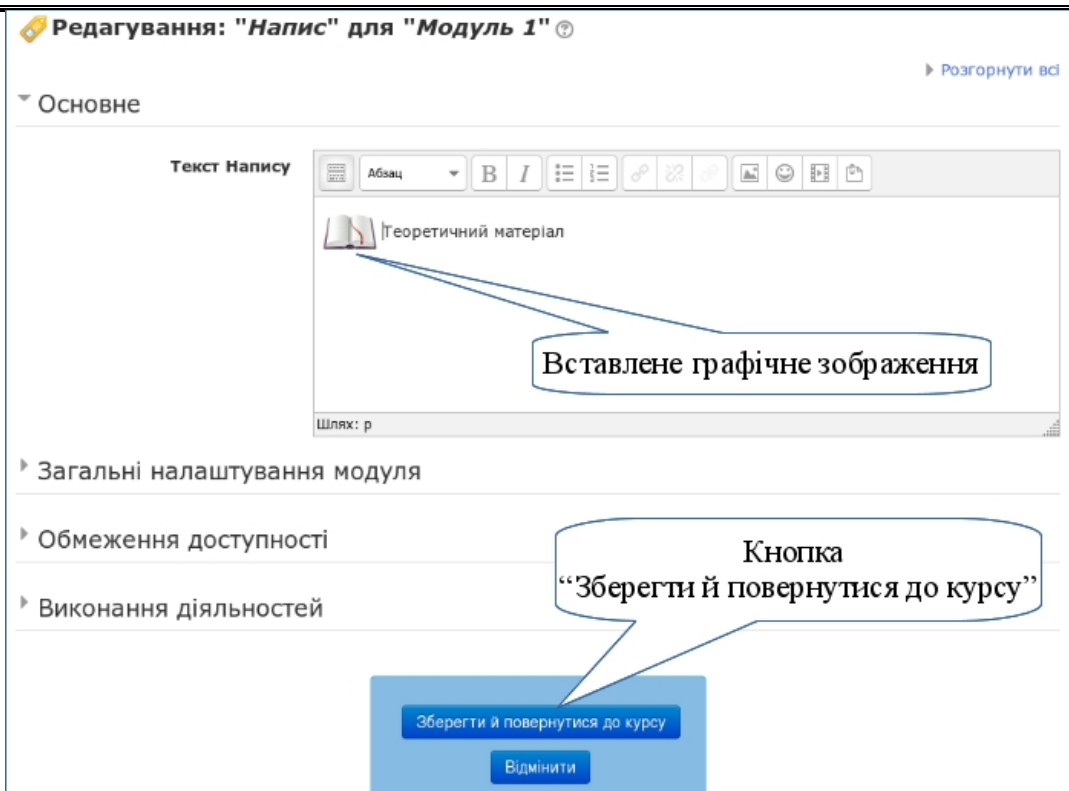 Редагування: "Напис" для "Модуль 1"
Розгорнути всі
Основне
Текст Напису
Абзац
B I
Теоретичний матеріал
Вставлене графічне зображення
Шлях: p
Загальні налаштування модуля
Обмеження доступності
Кнопка
“Зберегти й повернутися до курсу”
Виконання діяльностей
Зберегти й повернутися до курсу
Відмінити